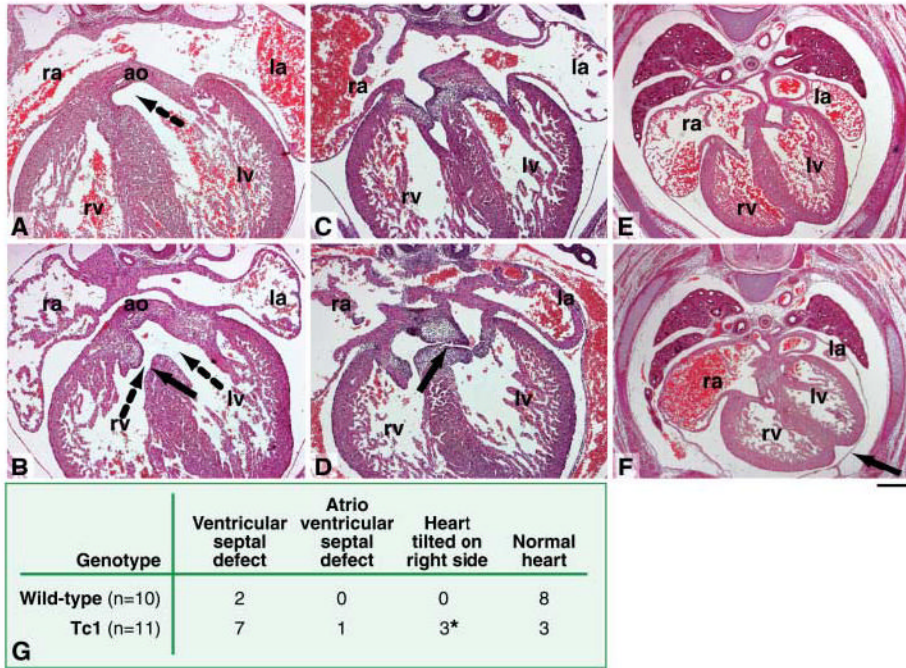 ra ao la
rv lv
A
ra la
rv lv
C
ra la
rv lv
E
ra ao la
rv lv
B
ra la
rv lv
D
ra la
rv lv
F
Ventricular septal defect
Atrio ventricular septal defect
Heart tilted on right side
Normal heart
Genotype
Wild-type (n=10) 2 0 0 8
Tc1 (n=11) 7 1 3* 3
G